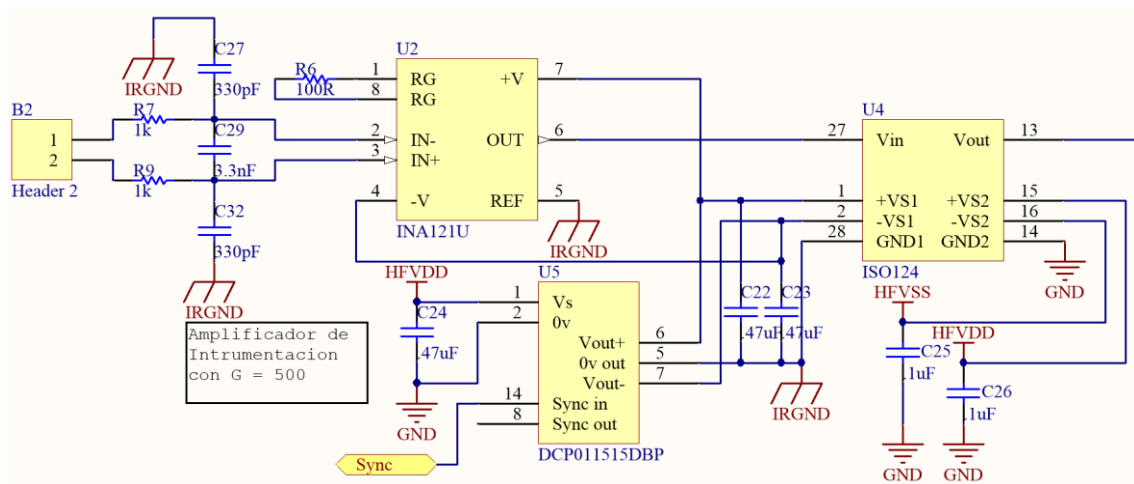 C27
330pF
IRGND
R6
100R
U2
1
RG
8
RG
+V
7
2
IN-
3
IN+
OUT
6
4
-V
REF
5
INA121U
IRGND
B2
1
2
Header 2
R7
1k
R9
1k
C29
3.3nF
C32
330pF
IRGND
Amplificador de
Intrumentacion
con G = 500
U4
27
Vin
Vout
13
1
+VS1
+VS2
15
2
-VS1
-VS2
16
28
GND1
GND2
14
ISO124
GND
HFVDD
C24
.47uF
GND
U5
1
Vs
2
0v
Vout+
6
0v out
5
Vout-
7
14
Sync in
8
Sync out
DCP011515DBP
Sync
C22
.47uF
C23
.47uF
IRGND
HFVSS
C25
.1uF
GND
HFVDD
C26
.1uF
GND